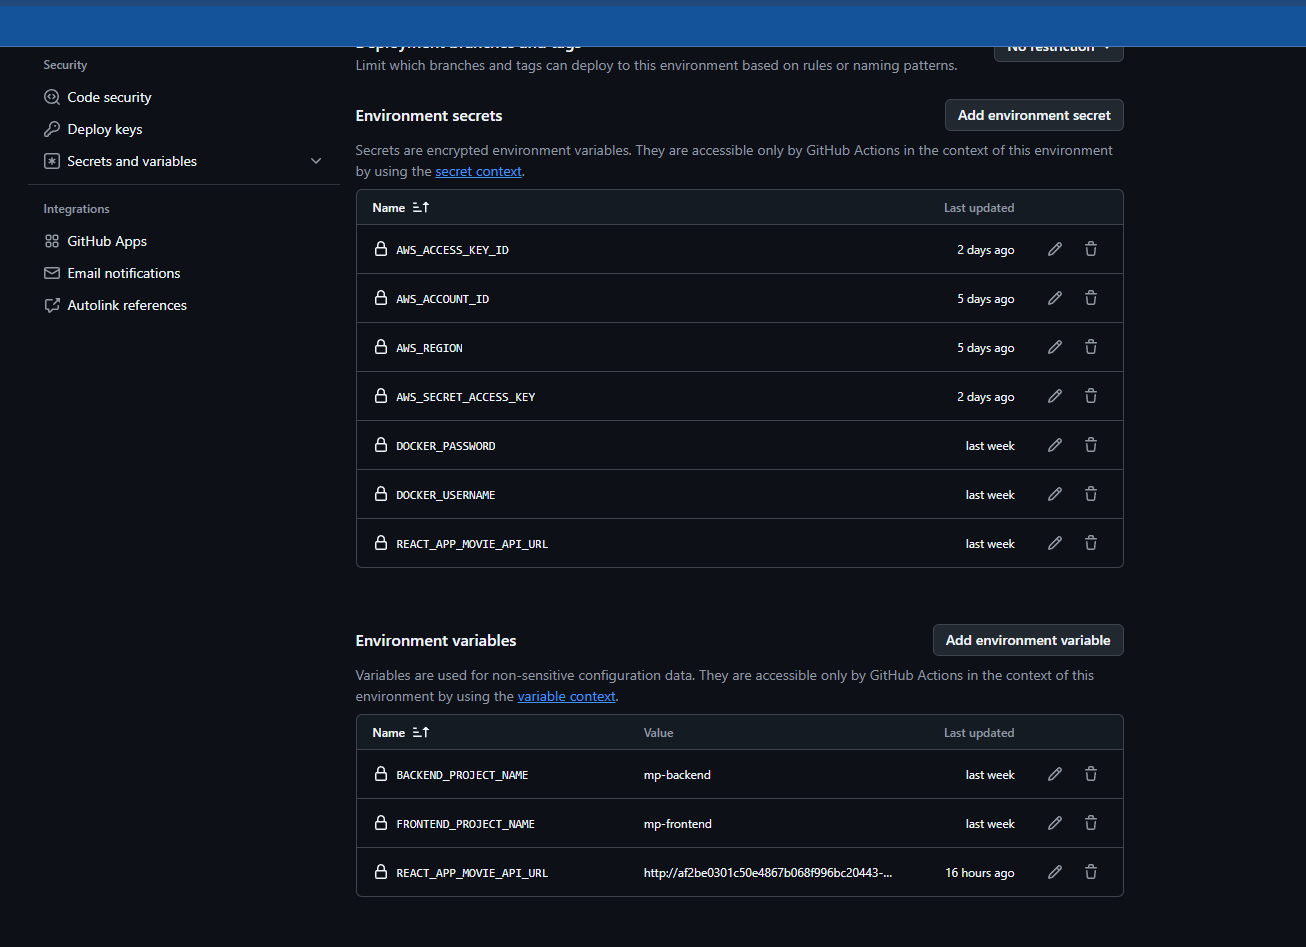 Deployment branches and tags
No restriction
Limit which branches and tags can deploy to this environment based on rules or naming patterns.
Security
Code security
Deploy keys
Secrets and variables
Integrations
GitHub Apps
Email notifications
Autolink references
Environment secrets
Add environment secret
Secrets are encrypted environment variables. They are accessible only by GitHub Actions in the context of this environment
by using the secret context.
Name Last updated
AWS_ACCESS_KEY_ID 2 days ago
AWS_ACCOUNT_ID 5 days ago
AWS_REGION 5 days ago
AWS_SECRET_ACCESS_KEY 2 days ago
DOCKER_PASSWORD last week
DOCKER_USERNAME last week
REACT_APP_MOVIE_API_URL last week
Environment variables
Add environment variable
Variables are used for non-sensitive configuration data. They are accessible only by GitHub Actions in the context of this
environment by using the variable context.
Name Value Last updated
BACKEND_PROJECT_NAME mp-backend last week
FRONTEND_PROJECT_NAME mp-frontend last week
REACT_APP_MOVIE_API_URL http://af2be0301c50e4867b068f996bc20443-... 16 hours ago